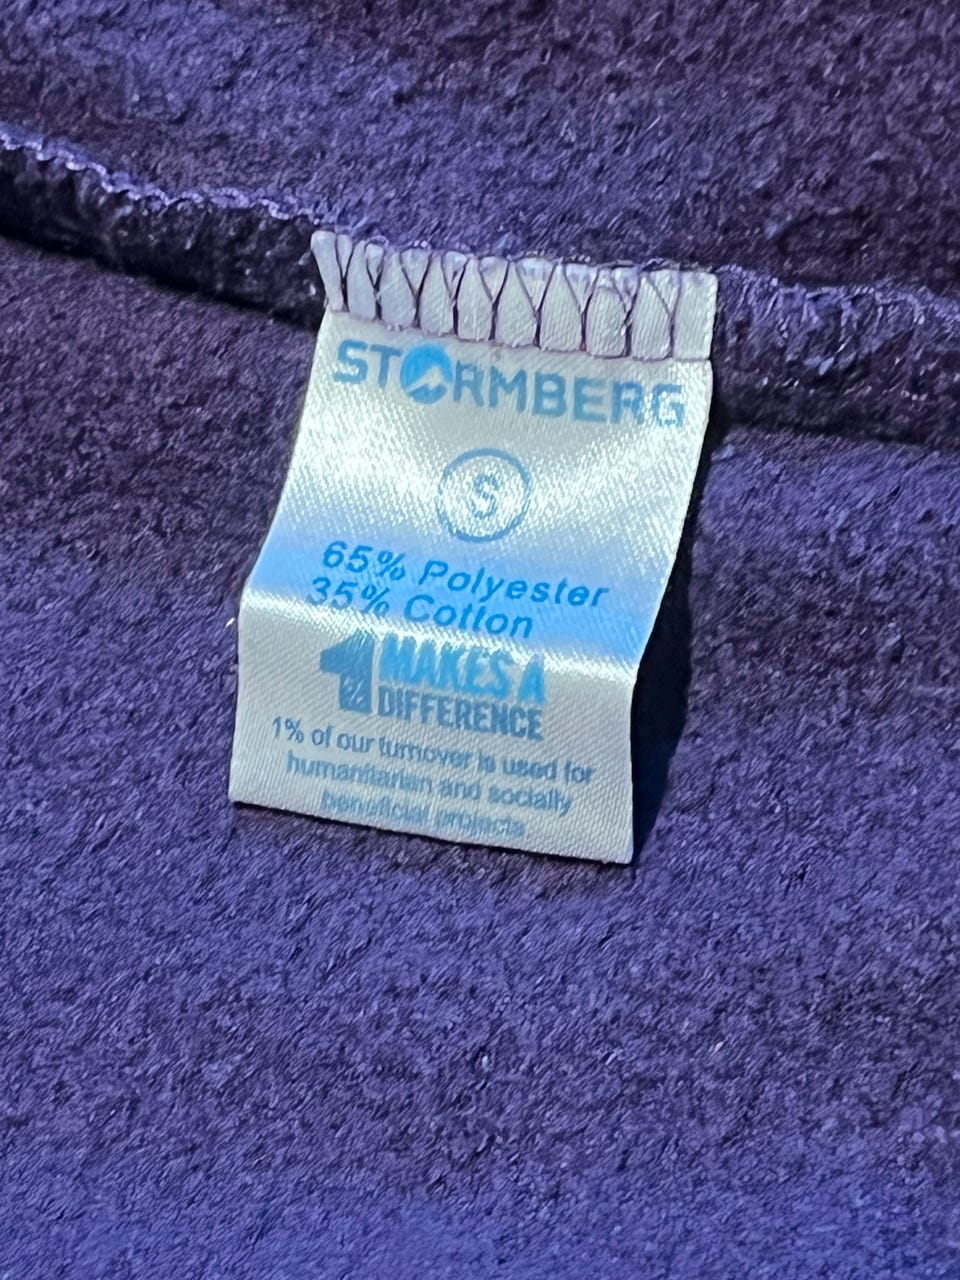 STORMBERG
S
65% Polyester
35% Cotton
1 MAKES A
DIFFERENCE
1% of our turnover is used for
humanitarian and socially
beneficial projects